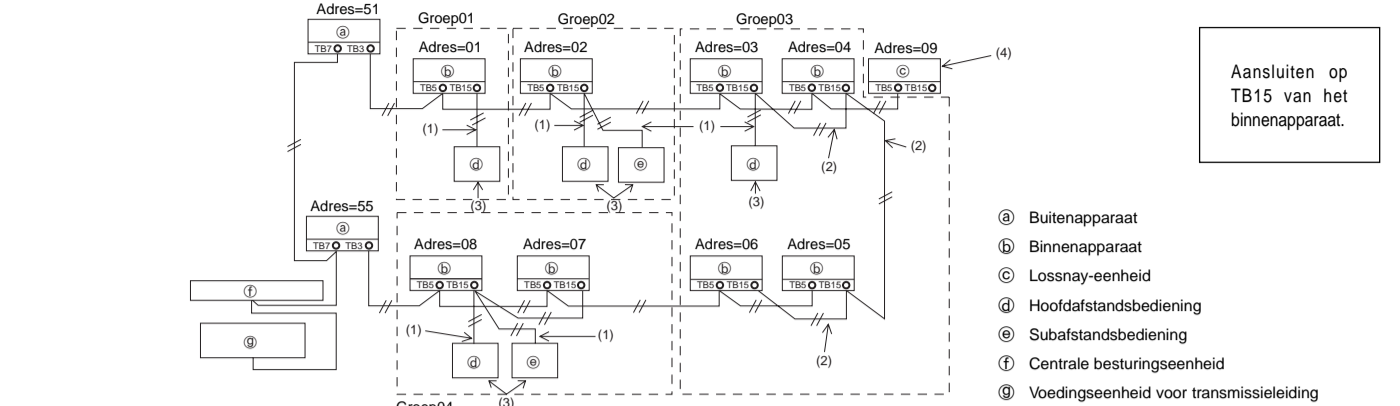 Adres=51
ⓐ
TB7 TB3
Groep01
Groep02
Groep03
Adres=01
ⓑ
TB5 TB15
Adres=02
ⓑ
TB5 TB15
Adres=03
ⓑ
TB5 TB15
Adres=04
ⓑ
TB5 TB15
Adres=09
ⓒ
TB5 TB15
(4)
(1)
(1)
(1)
(2)
(2)
ⓓ
ⓓ
ⓔ
ⓓ
(3)
(3)
(3)
Adres=55
ⓐ
TB7 TB3
Adres=08
ⓑ
TB5 TB15
Adres=07
ⓑ
TB5 TB15
Adres=06
ⓑ
TB5 TB15
Adres=05
ⓑ
TB5 TB15
ⓕ
ⓖ
(1)
(1)
(2)
ⓓ
ⓔ
(3)
Groep04
Aansluiten op
TB15 van het
binnenapparaat.
ⓐ Buitenapparaat
ⓑ Binnenapparaat
ⓒ Lossnay-eenheid
ⓓ Hoofdafstandsbediening
ⓔ Subafstandsbediening
ⓕ Centrale besturingseenheid
ⓖ Voedingseenheid voor transmissieleiding